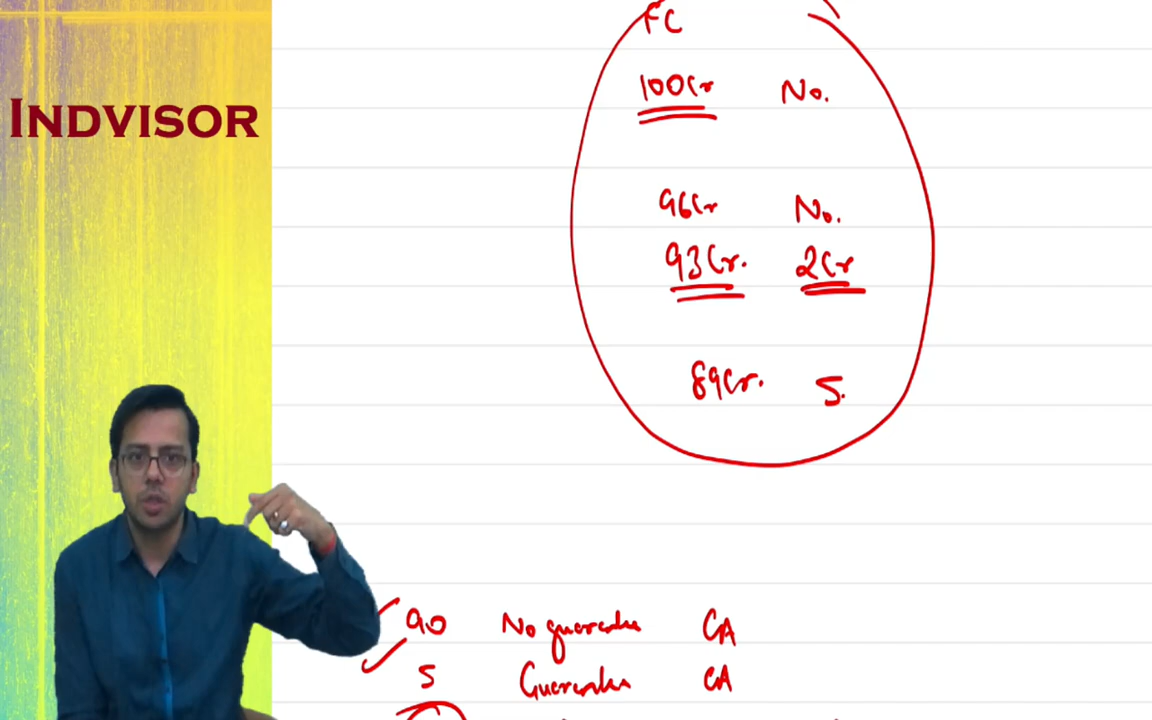 INDVISOR
FC
100Cr No.
96Cr No.
93Cr. 2Cr
89Cr. 5.
90 No guarantee CA
5 Guarantee CA